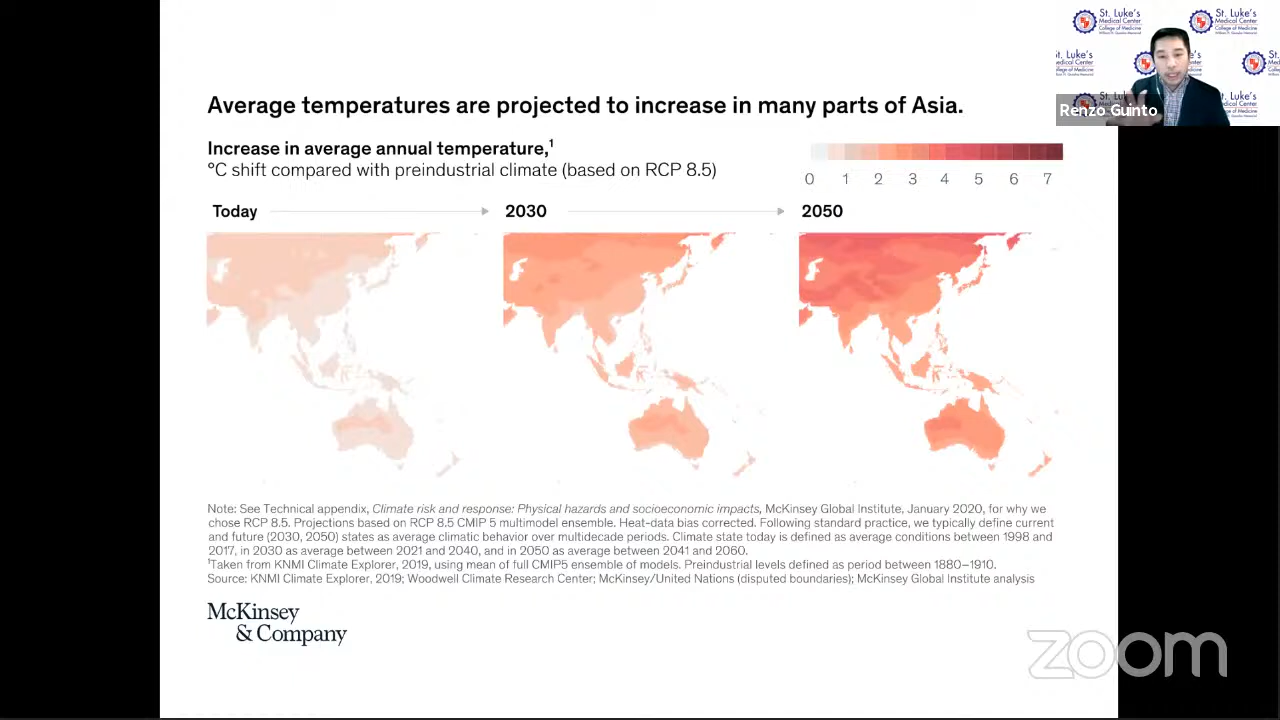 Average temperatures are projected to increase in many parts of Asia.
Increase in average annual temperature,¹
°C shift compared with preindustrial climate (based on RCP 8.5)
0 1 2 3 4 5 6 7
Today
2030
2050
Note: See Technical appendix, Climate risk and response: Physical hazards and socioeconomic impacts, McKinsey Global Institute, January 2020, for why we
chose RCP 8.5. Projections based on RCP 8.5 CMIP 5 multimodel ensemble. Heat-data bias corrected. Following standard practice, we typically define current
and future (2030, 2050) states as average climatic behavior over multidecade periods. Climate state today is defined as average conditions between 1998 and
2017, in 2030 as average between 2021 and 2040, and in 2050 as average between 2041 and 2060.
¹Taken from KNMI Climate Explorer, 2019, using mean of full CMIP5 ensemble of models. Preindustrial levels defined as period between 1880–1910.
Source: KNMI Climate Explorer, 2019; Woodwell Climate Research Center; McKinsey/United Nations (disputed boundaries); McKinsey Global Institute analysis
McKinsey
& Company
St. Luke's
Medical Center
College of Medicine
St. Luke's
Medical Center
College of Medicine
Renzo Guinto
zoom